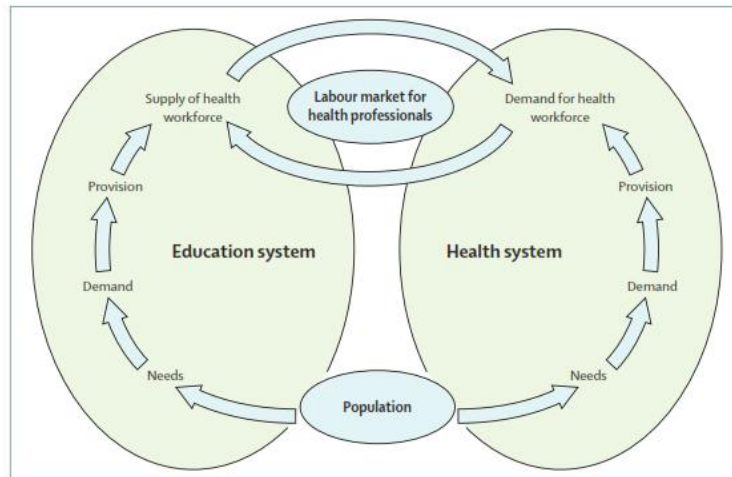 Supply of health
workforce
Labour market for
health professionals
Demand for health
workforce
Provision
Provision
Education system
Health system
Demand
Demand
Needs
Needs
Population